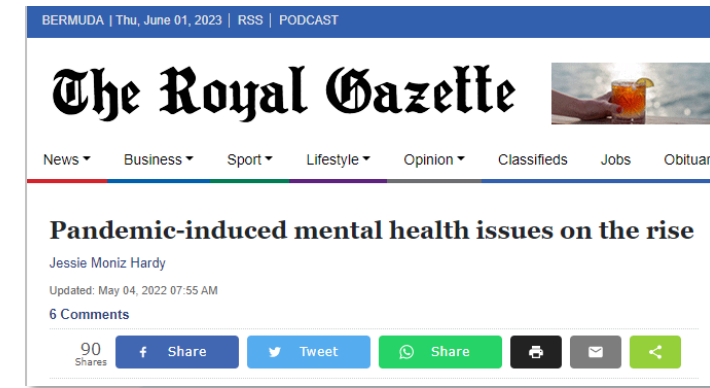 BERMUDA | Thu, June 01, 2023 | RSS | PODCAST
The Royal Gazette
News Business Sport Lifestyle Opinion Classifieds Jobs Obituar
Pandemic-induced mental health issues on the rise
Jessie Moniz Hardy
Updated: May 04, 2022 07:55 AM
6 Comments
90 Share Tweet Share
Shares